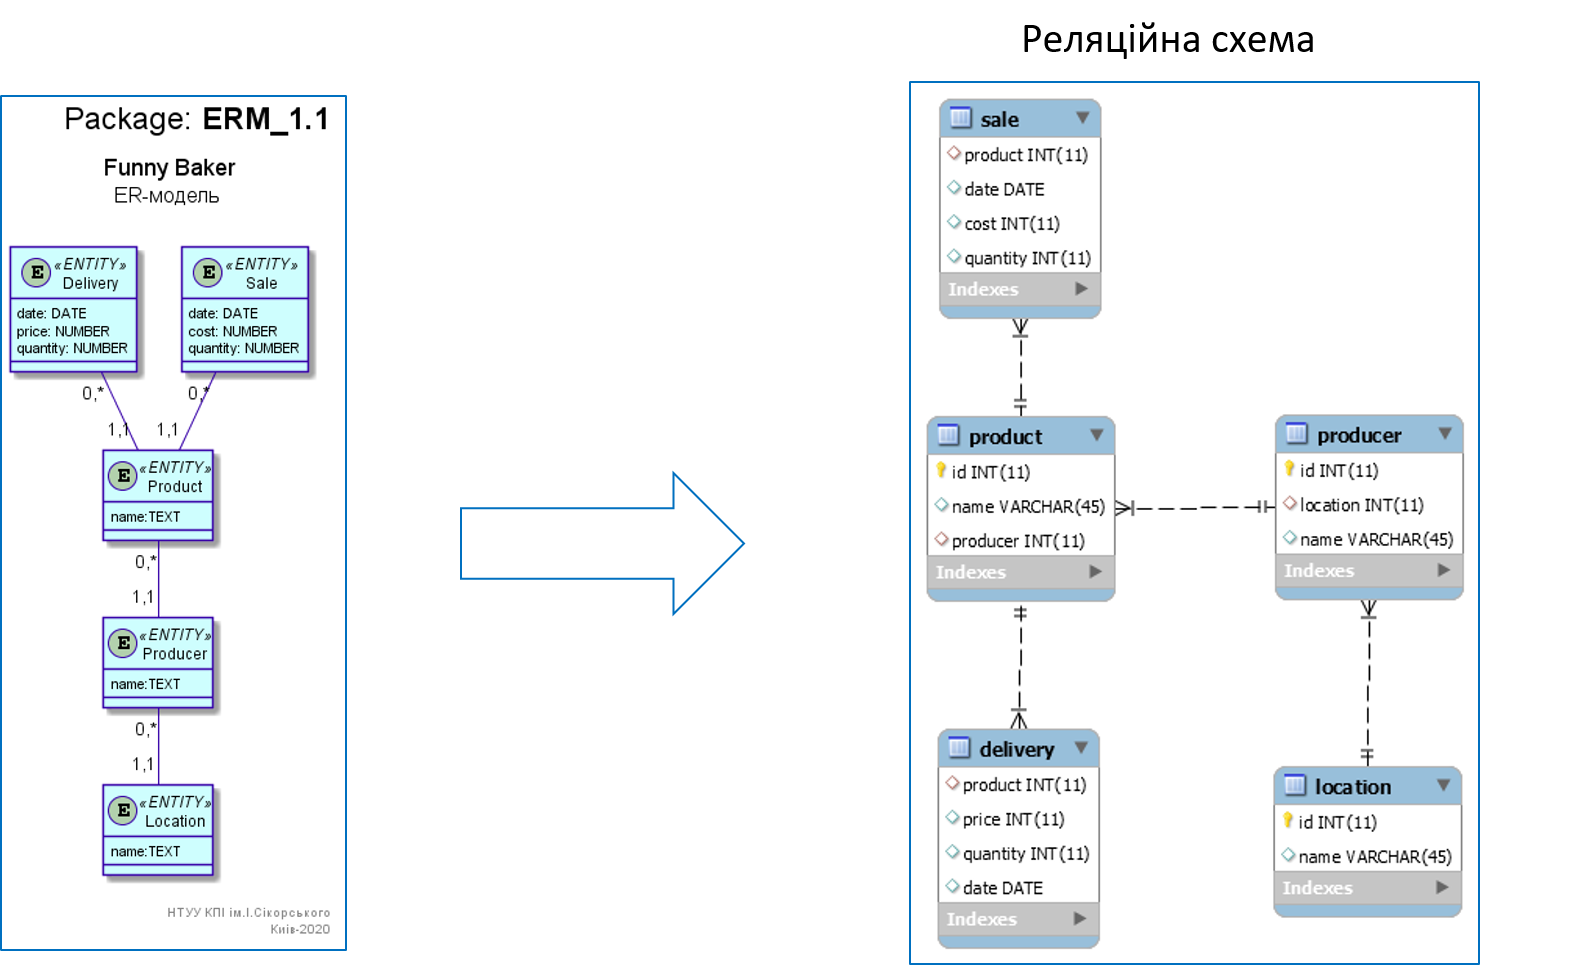 Реляційна схема
Package: ERM_1.1
Funny Baker
ER-модель
E «ENTITY»
Delivery
date: DATE
price: NUMBER
quantity: NUMBER
E «ENTITY»
Sale
date: DATE
cost: NUMBER
quantity: NUMBER
0,*
0,*
1,1
1,1
E «ENTITY»
Product
name:TEXT
0,*
1,1
E «ENTITY»
Producer
name:TEXT
0,*
1,1
E «ENTITY»
Location
name:TEXT
НТУУ КПІ ім.І.Сікорського
Київ-2020
sale
product INT(11)
date DATE
cost INT(11)
quantity INT(11)
Indexes
product
id INT(11)
name VARCHAR(45)
producer INT(11)
Indexes
producer
id INT(11)
location INT(11)
name VARCHAR(45)
Indexes
delivery
product INT(11)
price INT(11)
quantity INT(11)
date DATE
Indexes
location
id INT(11)
name VARCHAR(45)
Indexes